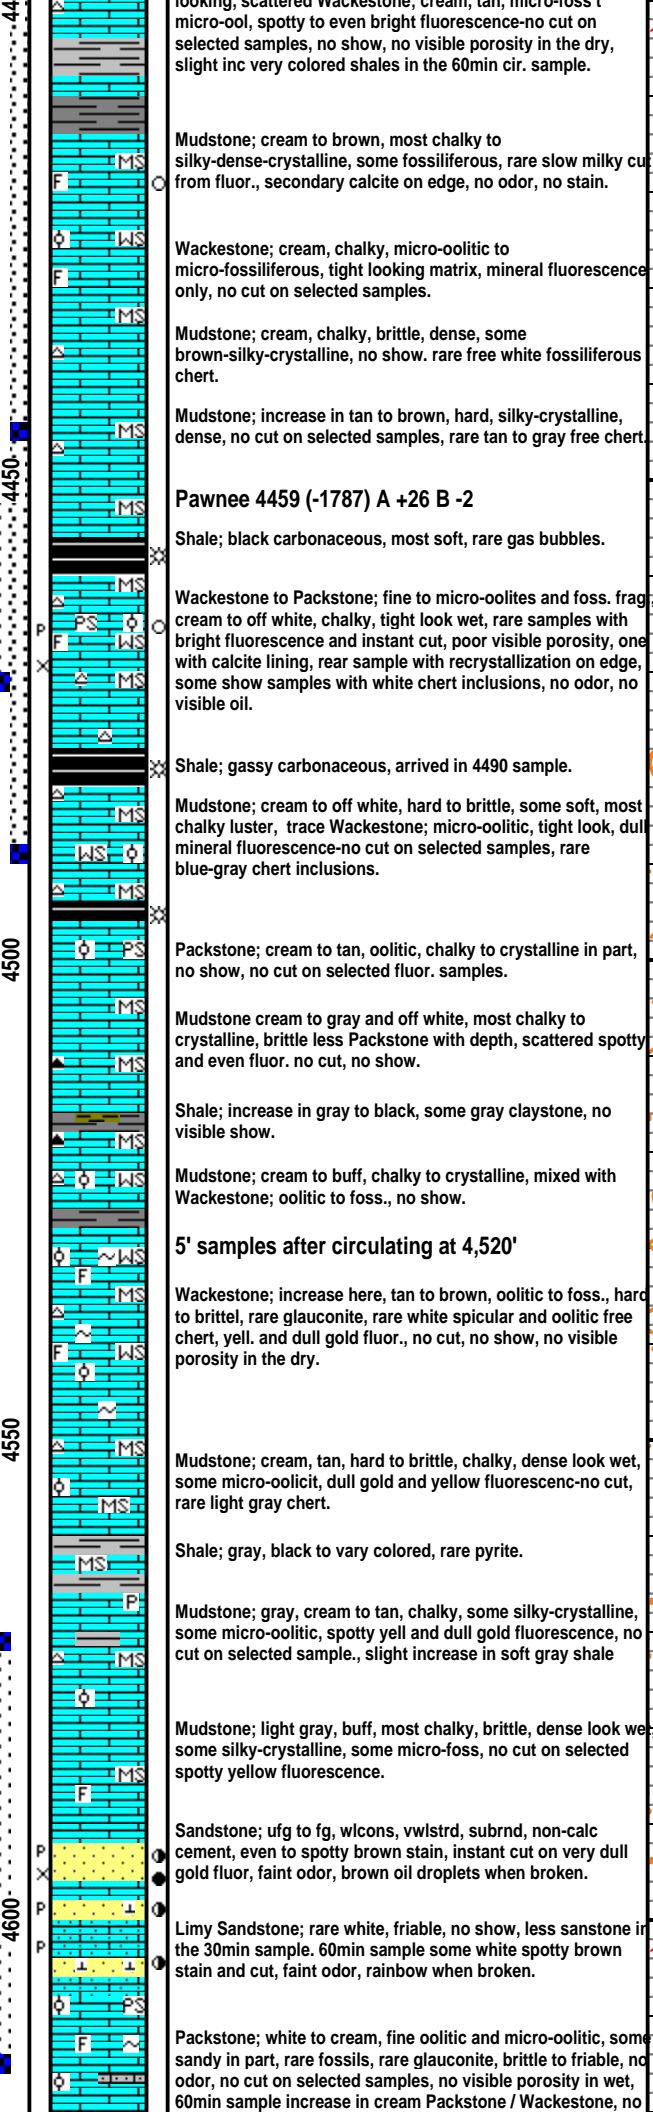 looking, scattered Wackestone; cream, tan, micro-foss t
micro-ool, spotty to even bright fluorescence-no cut on
selected samples, no show, no visible porosity in the dry,
slight inc very colored shales in the 60min cir. sample.
Mudstone; cream to brown, most chalky to
MS
silky-dense-crystalline, some fossiliferous, rare slow milky cut
F
from fluor., secondary calcite on edge, no odor, no stain.
WS
Wackestone; cream, chalky, micro-oolitic to
F
micro-fossiliferous, tight looking matrix, mineral fluorescence
only, no cut on selected samples.
MS
Mudstone; cream, chalky, brittle, dense, some
brown-silky-crystalline, no show. rare free white fossiliferous
chert.
Mudstone; increase in tan to brown, hard, silky-crystalline,
MS
dense, no cut on selected samples, rare tan to gray free chert.
4450
Pawnee 4459 (-1787) A +26 B -2
MS
Shale; black carbonaceous, most soft, rare gas bubbles.
MS
Wackestone to Packstone; fine to micro-oolites and foss. frag.,
P
PS
cream to off white, chalky, tight look wet, rare samples with
F
WS
bright fluorescence and instant cut, poor visible porosity, one
X
with calcite lining, rear sample with recrystallization on edge,
MS
some show samples with white chert inclusions, no odor, no
visible oil.
Shale; gassy carbonaceous, arrived in 4490 sample.
Mudstone; cream to off white, hard to brittle, some soft, most
MS
chalky luster, trace Wackestone; micro-oolitic, tight look, dull
WS
mineral fluorescence-no cut on selected samples, rare
blue-gray chert inclusions.
MS
4500
PS
Packstone; cream to tan, oolitic, chalky to crystalline in part,
no show, no cut on selected fluor. samples.
MS
Mudstone cream to gray and off white, most chalky to
crystalline, brittle less Packstone with depth, scattered spotty
MS
and even fluor. no cut, no show.
Shale; increase in gray to black, some gray claystone, no
visible show.
MS
Mudstone; cream to buff, chalky to crystalline, mixed with
WS
Wackestone; oolitic to foss., no show.
5' samples after circulating at 4,520'
WS
F
MS
Wackestone; increase here, tan to brown, oolitic to foss., hard
to brittel, rare glauconite, rare white spicular and oolitic free
chert, yell. and dull gold fluor., no cut, no show, no visible
F
WS
porosity in the dry.
4550
MS
Mudstone; cream, tan, hard to brittle, chalky, dense look wet,
some micro-oolicit, dull gold and yellow fluorescenc-no cut,
MS
rare light gray chert.
Shale; gray, black to vary colored, rare pyrite.
MS
P
Mudstone; gray, cream to tan, chalky, some silky-crystalline,
some micro-oolitic, spotty yell and dull gold fluorescence, no
MS
cut on selected sample., slight increase in soft gray shale
Mudstone; light gray, buff, most chalky, brittle, dense look wet,
some silky-crystalline, some micro-foss, no cut on selected
MS
spotty yellow fluorescence.
F
Sandstone; ufg to fg, wlcons, vwlstrd, subrnd, non-calc
P
cement, even to spotty brown stain, instant cut on very dull
X
gold fluor, faint odor, brown oil droplets when broken.
4600
P
Limy Sandstone; rare white, friable, no show, less sanstone in
P
the 30min sample. 60min sample some white spotty brown
stain and cut, faint odor, rainbow when broken.
PS
F
Packstone; white to cream, fine oolitic and micro-oolitic, some
sandy in part, rare fossils, rare glauconite, brittle to friable, no
odor, no cut on selected samples, no visible porosity in wet,
60min sample increase in cream Packstone / Wackestone, no